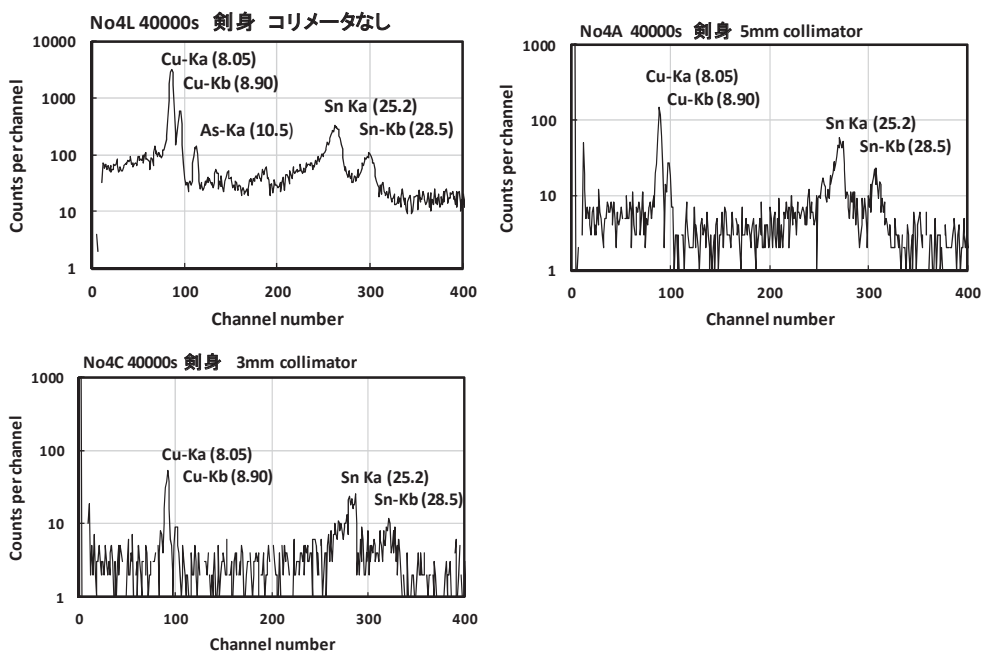 No4L 40000s 剣身 コリメータなし
10000
1000
100
10
1
Counts per channel
Cu-Ka (8.05)
Cu-Kb (8.90)
As-Ka (10.5)
Sn Ka (25.2)
Sn-Kb (28.5)
0 100 200 300 400
Channel number
No4A 40000s 剣身 5mm collimator
1000
100
10
1
Counts per channel
Cu-Ka (8.05)
Cu-Kb (8.90)
Sn Ka (25.2)
Sn-Kb (28.5)
0 100 200 300 400
Channel number
No4C 40000s 剣身 3mm collimator
1000
100
10
1
Counts per channel
Cu-Ka (8.05)
Cu-Kb (8.90)
Sn Ka (25.2)
Sn-Kb (28.5)
0 100 200 300 400
Channel number